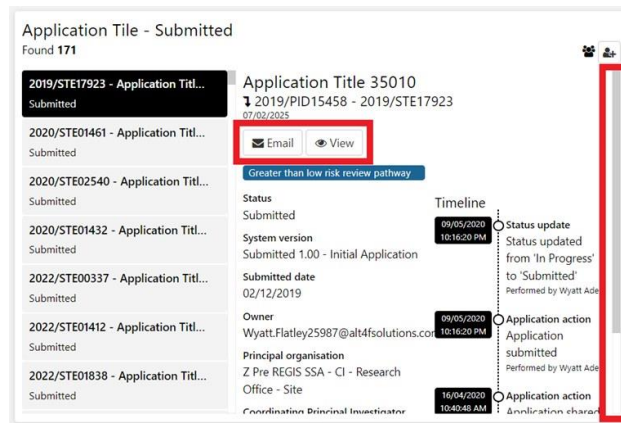 Application Tile - Submitted
Found 171
2019/STE17923 - Application Titl...
Submitted
2020/STE01461 - Application Titl...
Submitted
2020/STE02540 - Application Titl...
Submitted
2020/STE01432 - Application Titl...
Submitted
2022/STE00337 - Application Titl...
Submitted
2022/STE01412 - Application Titl...
Submitted
2022/STE01838 - Application Titl...
Submitted
Application Title 35010
2019/PID15458 - 2019/STE17923
07/02/2025
Email
View
Greater than low risk review pathway
Status
Submitted
System version
Submitted 1.00 - Initial Application
Submitted date
02/12/2019
Owner
Wyatt.Flatley25987@alt4fsolutions.com
Principal organisation
Z Pre REGIS SSA - CI - Research
Office - Site
Coordinating Principal Investigator
Timeline
09/05/2020
10:16:20 PM
Status update
Status updated
from 'In Progress'
to 'Submitted'
Performed by Wyatt Ade
09/05/2020
10:16:20 PM
Application action
Application
submitted
Performed by Wyatt Ade
16/04/2020
10:40:48 AM
Application action
Application shared